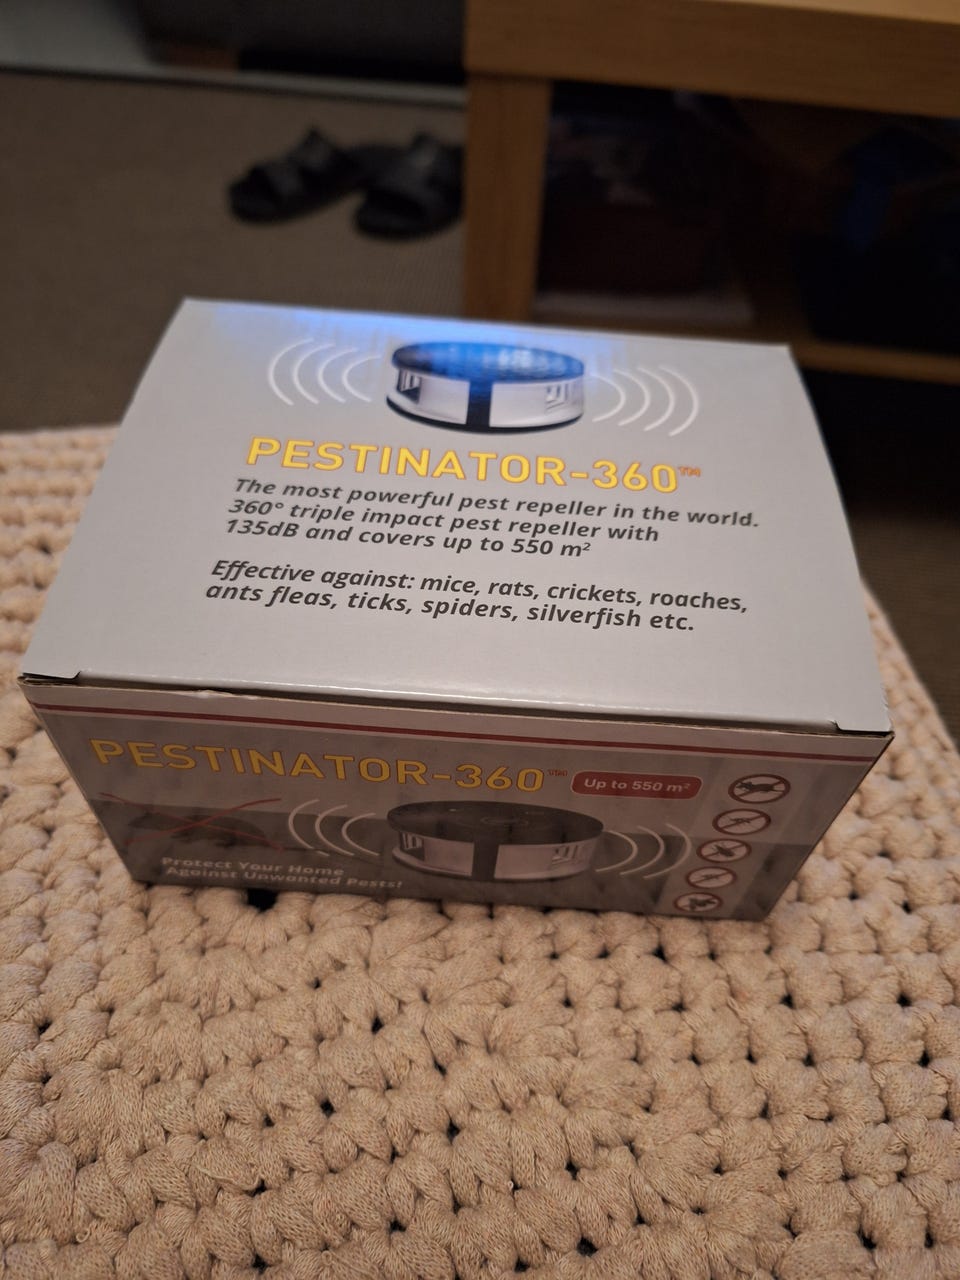 PESTINATOR-360™
The most powerful pest repeller in the world.
360° triple impact pest repeller with
135dB and covers up to 550 m²
Effective against: mice, rats, crickets, roaches,
ants fleas, ticks, spiders, silverfish etc.
PESTINATOR-360™
Up to 550 m²
Protect Your Home
Against Unwanted Pests!